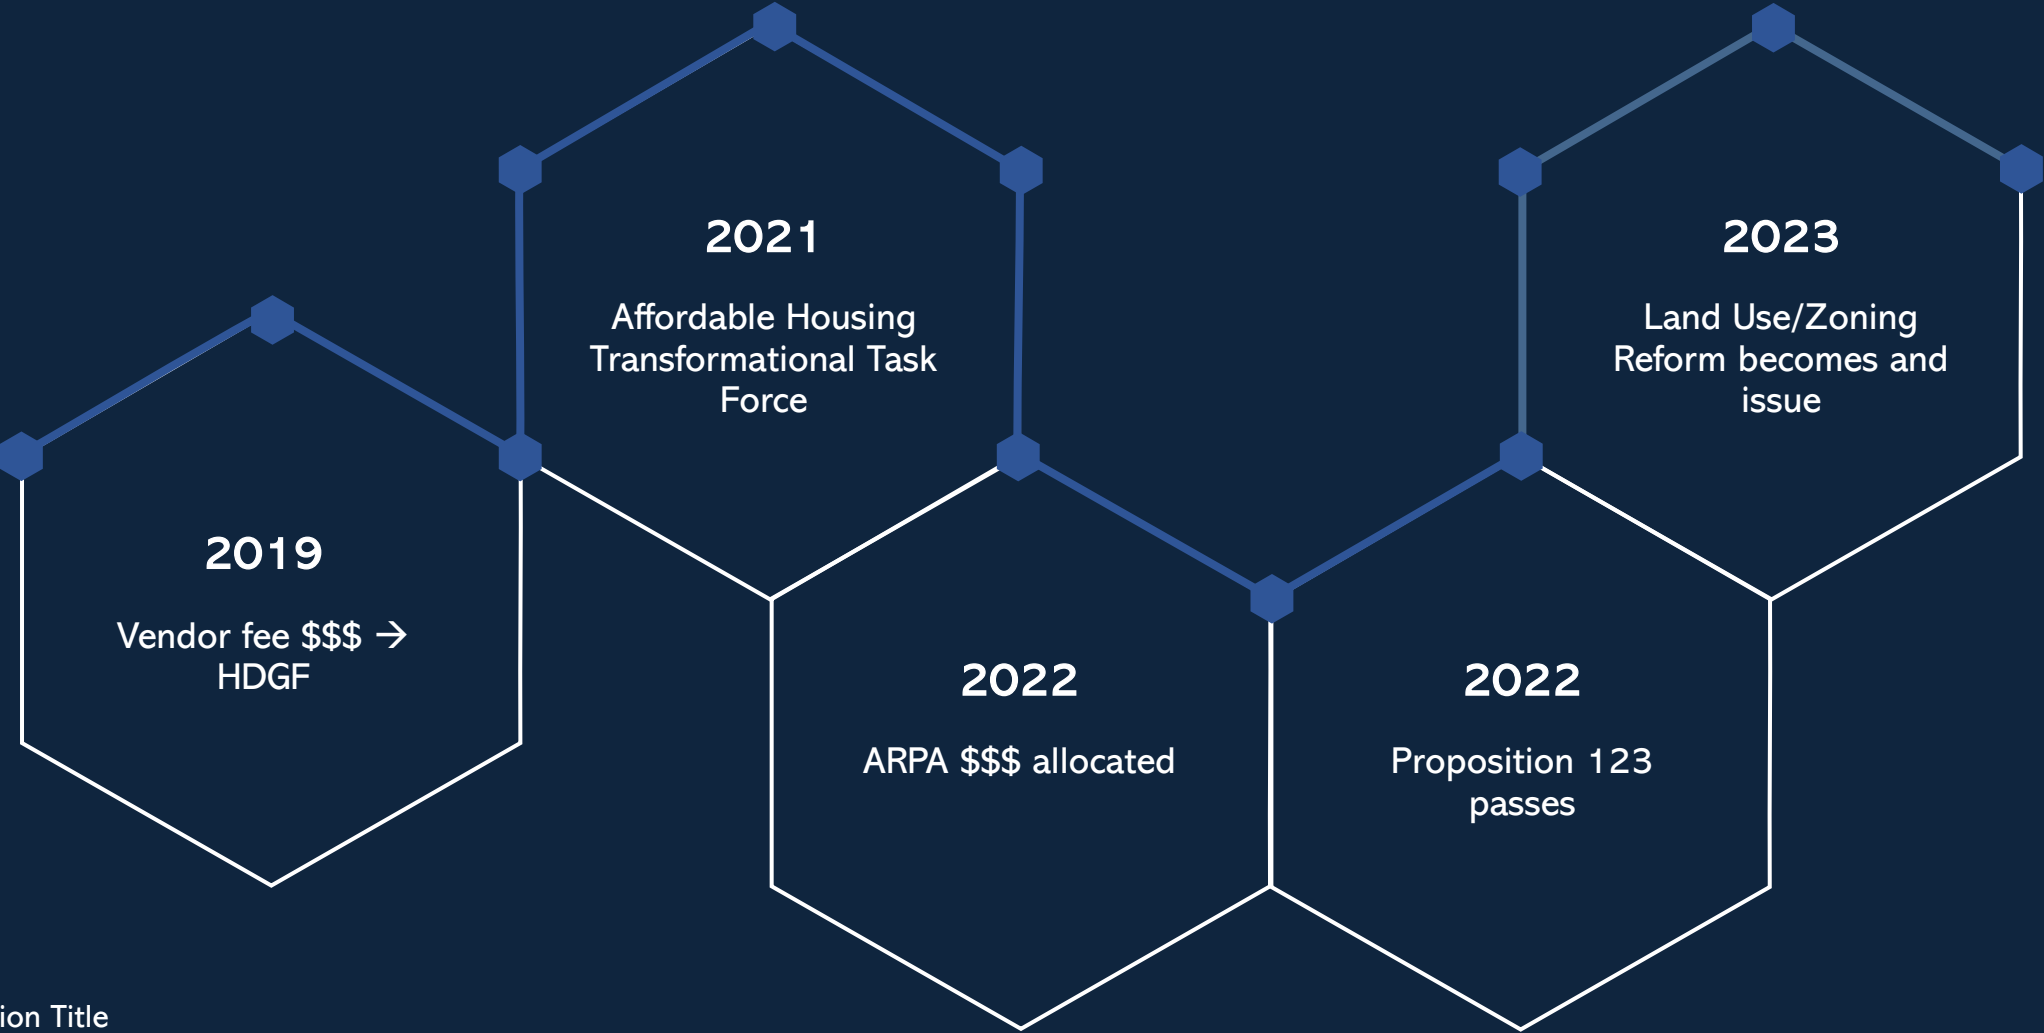 2019
Vendor fee $$$ →
HDGF
2021
Affordable Housing
Transformational Task
Force
2022
ARPA $$$ allocated
2022
Proposition 123
passes
2023
Land Use/Zoning
Reform becomes and
issue
ion Title